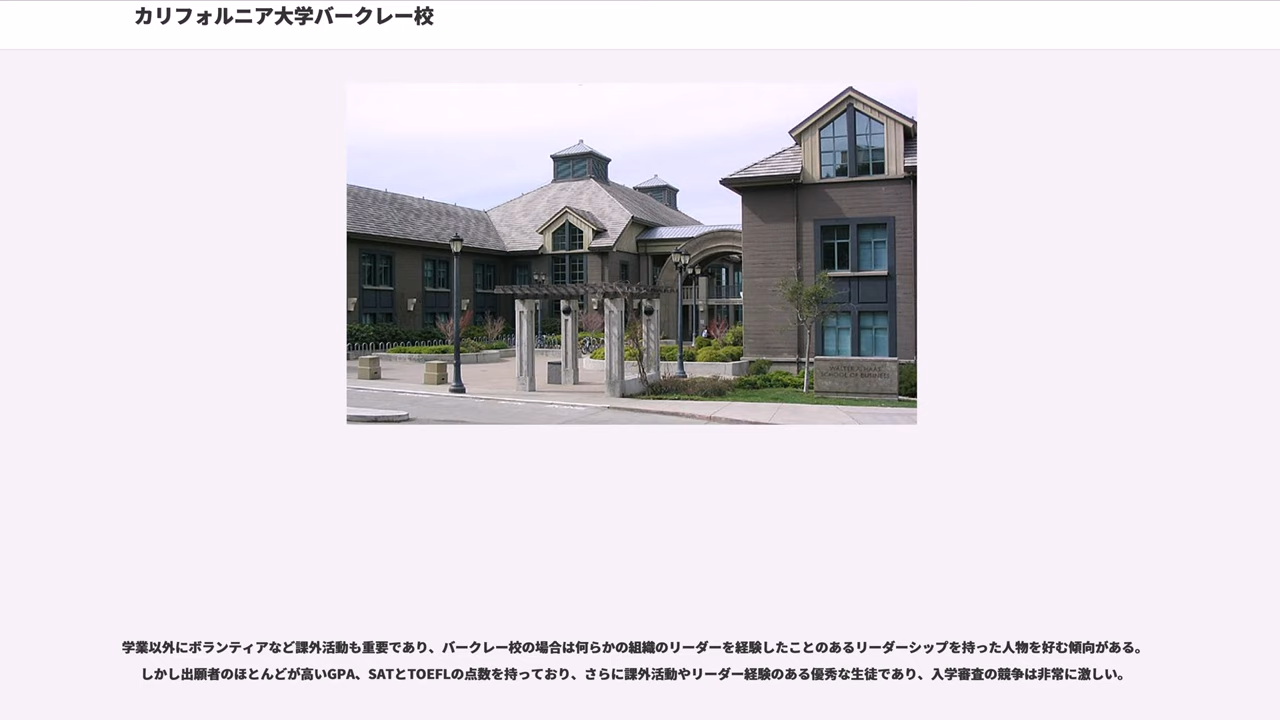 カリフォルニア大学バークレー校
WALTER A. HAAS
SCHOOL OF BUSINESS
学業以外にボランティアなど課外活動も重要であり、バークレー校の場合は何らかの組織のリーダーを経験したことのあるリーダーシップを持った人物を好む傾向がある。
しかし出願者のほとんどが高いGPA、SATとTOEFLの点数を持っており、さらに課外活動やリーダー経験のある優秀な生徒であり、入学審査の競争は非常に激しい。